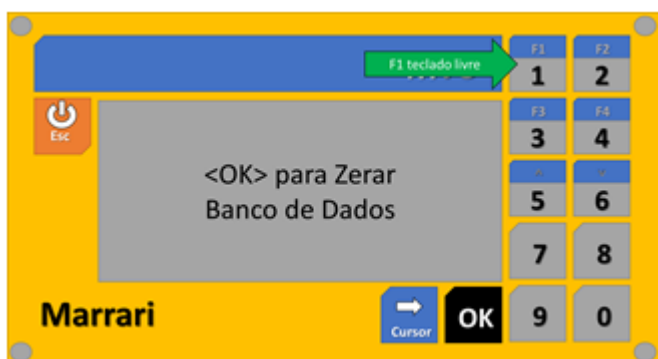 F1 teclado livre
F1
F2
1
2
Esc
F3
F4
3
4
<OK> para Zerar
Banco de Dados
5
6
7
8
Marrari
Cursor
OK
9
0